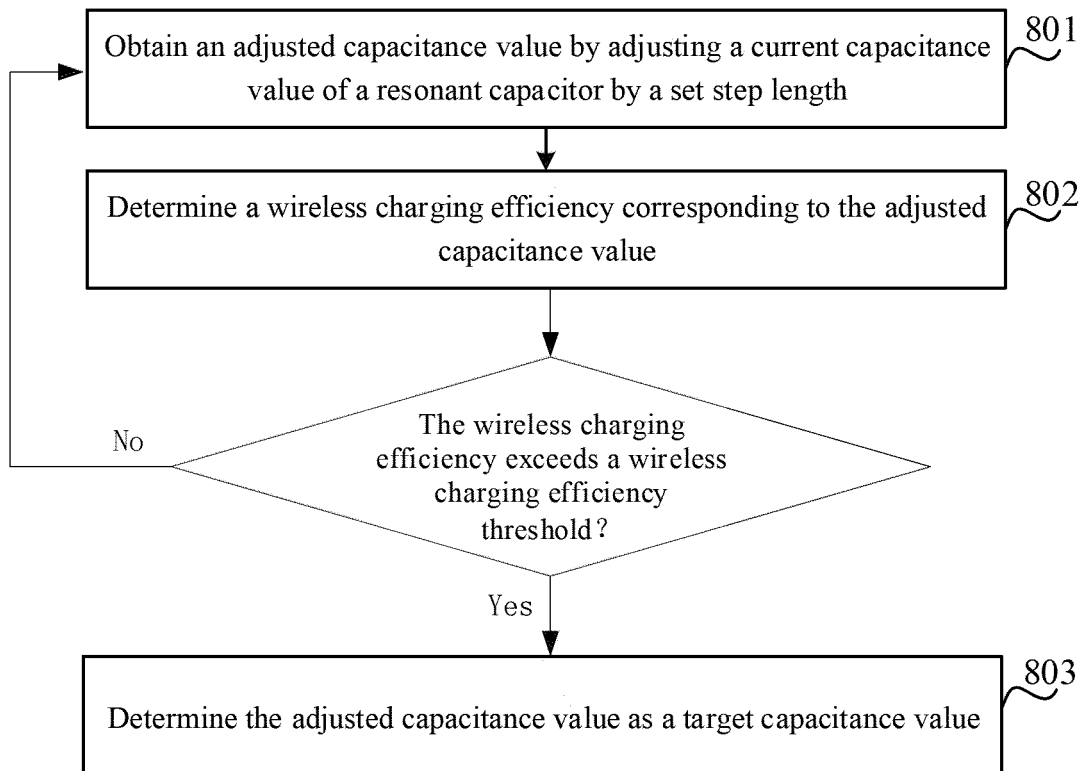 Obtain an adjusted capacitance value by adjusting a current capacitance
value of a resonant capacitor by a set step length
801
Determine a wireless charging efficiency corresponding to the adjusted
capacitance value
802
The wireless charging
efficiency exceeds a wireless
charging efficiency
threshold?
No
Yes
Determine the adjusted capacitance value as a target capacitance value
803